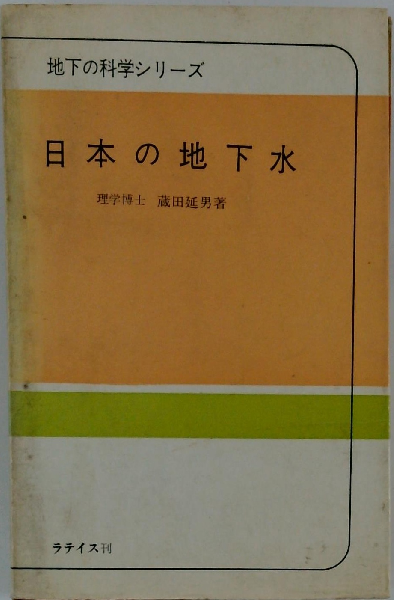 地下の科学シリーズ
日本の地下水
理学博士 蔵田延男著
ラテイス刊